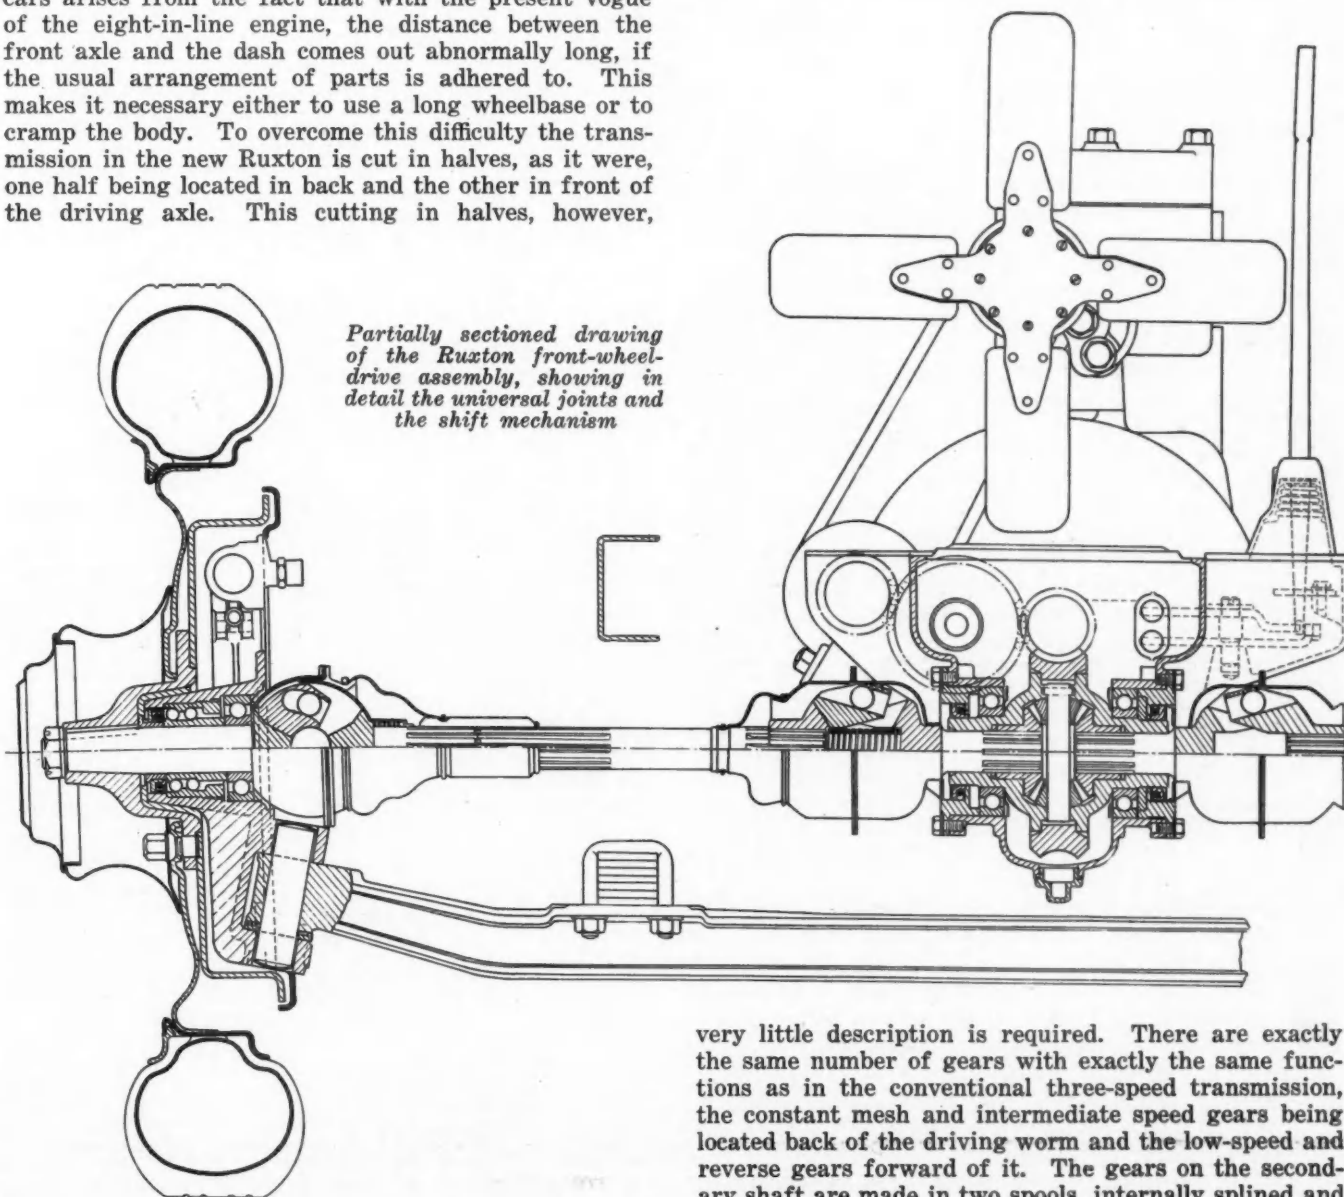 cars arises from the fact that with the present vogue
of the eight-in-line engine, the distance between the
front axle and the dash comes out abnormally long, if
the usual arrangement of parts is adhered to. This
makes it necessary either to use a long wheelbase or to
cramp the body. To overcome this difficulty the trans-
mission in the new Ruxton is cut in halves, as it were,
one half being located in back and the other in front of
the driving axle. This cutting in halves, however,
Partially sectioned drawing
of the Ruxton front-wheel-
drive assembly, showing in
detail the universal joints and
the shift mechanism
very little description is required. There are exactly
the same number of gears with exactly the same func-
tions as in the conventional three-speed transmission,
the constant mesh and intermediate speed gears being
located back of the driving worm and the low-speed and
reverse gears forward of it. The gears on the second-
ary shaft are made in two spools, internally splined and